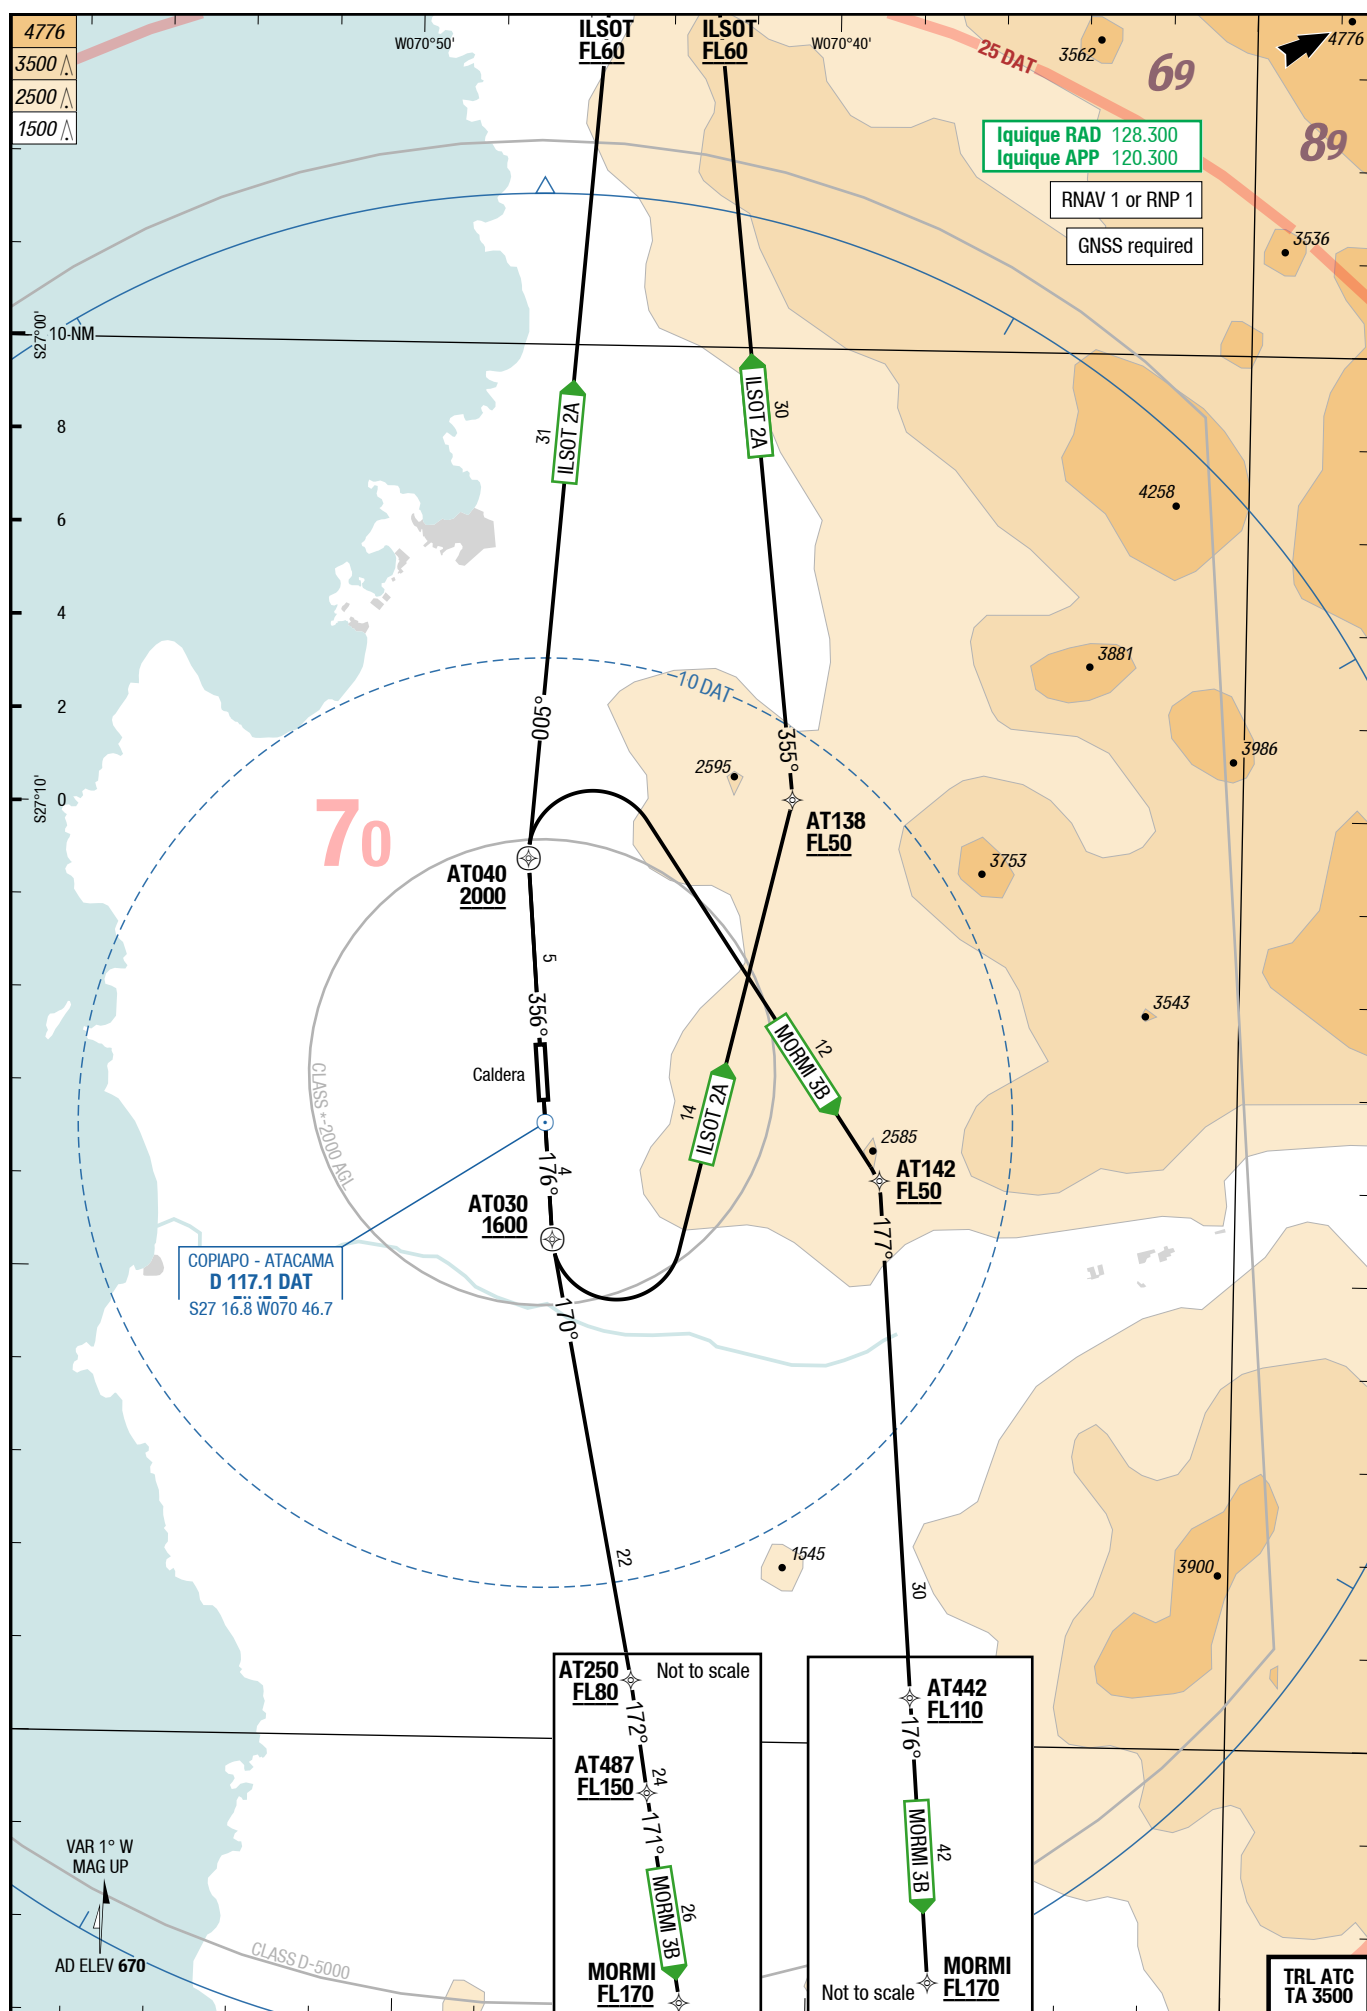 4776
3500
2500
1500
W070°50'
ILSOT
FL60
ILSOT
FL60
W070°40'
25 DAT
3562
69
4776
89
Iquique RAD 128.300
Iquique APP 120.300
RNAV 1 or RNP 1
GNSS required
3536
S27°00'
10 NM
8
6
4
2
0
S27°10'
31
ILSOT 2A
30
ILSOT 2A
4258
3881
3986
10 DAT
005°
355°
2595
70
AT138
FL50
3753
AT040
2000
5
356°
3543
Caldera
12
MORMI 3B
14
ILSOT 2A
CLASS *-2000 AGL
2585
4
176°
AT142
FL50
AT030
1600
177°
COPIAPO - ATACAMA
D 117.1 DAT
S27 16.8 W070 46.7
170°
22
1545
30
3900
AT250
FL80
Not to scale
172°
AT487
FL150
24
171°
MORMI 3B
26
MORMI
FL170
AT442
FL110
176°
MORMI 3B
42
MORMI
FL170
Not to scale
VAR 1° W
MAG UP
AD ELEV 670
CLASS D-5000
TRL ATC
TA 3500